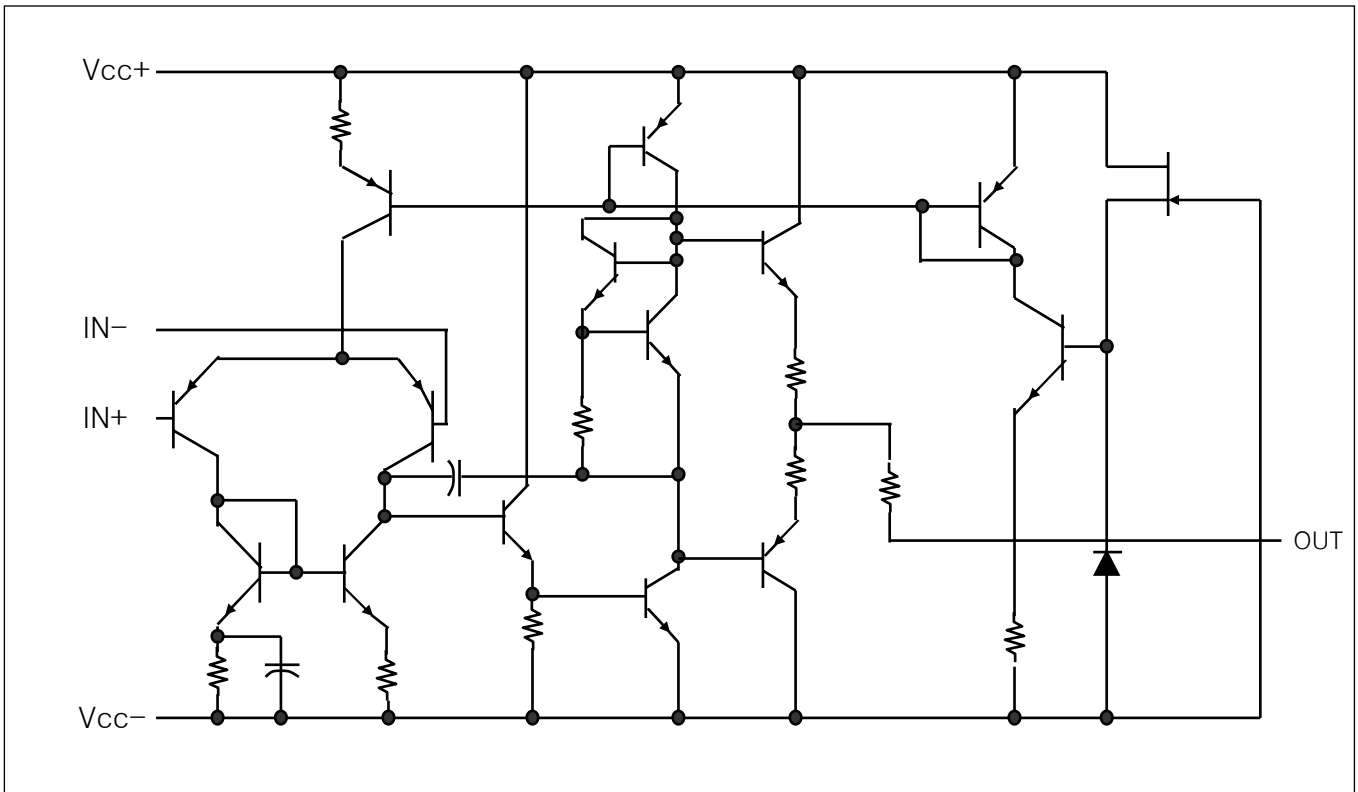 Vcc+
IN-
IN+
OUT
Vcc-